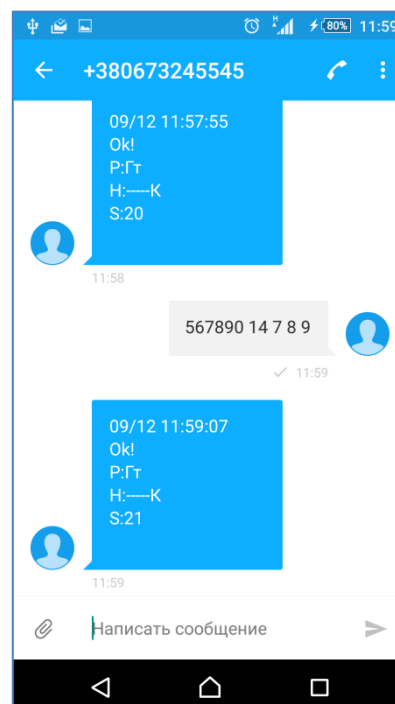 80% 11:59
+380673245545
09/12 11:57:55
Ok!
Р:Гт
Н:-----К
S:20
11:58
567890 14 7 8 9
11:59
09/12 11:59:07
Ok!
Р:Гт
Н:-----К
S:21
11:59
Написать сообщение